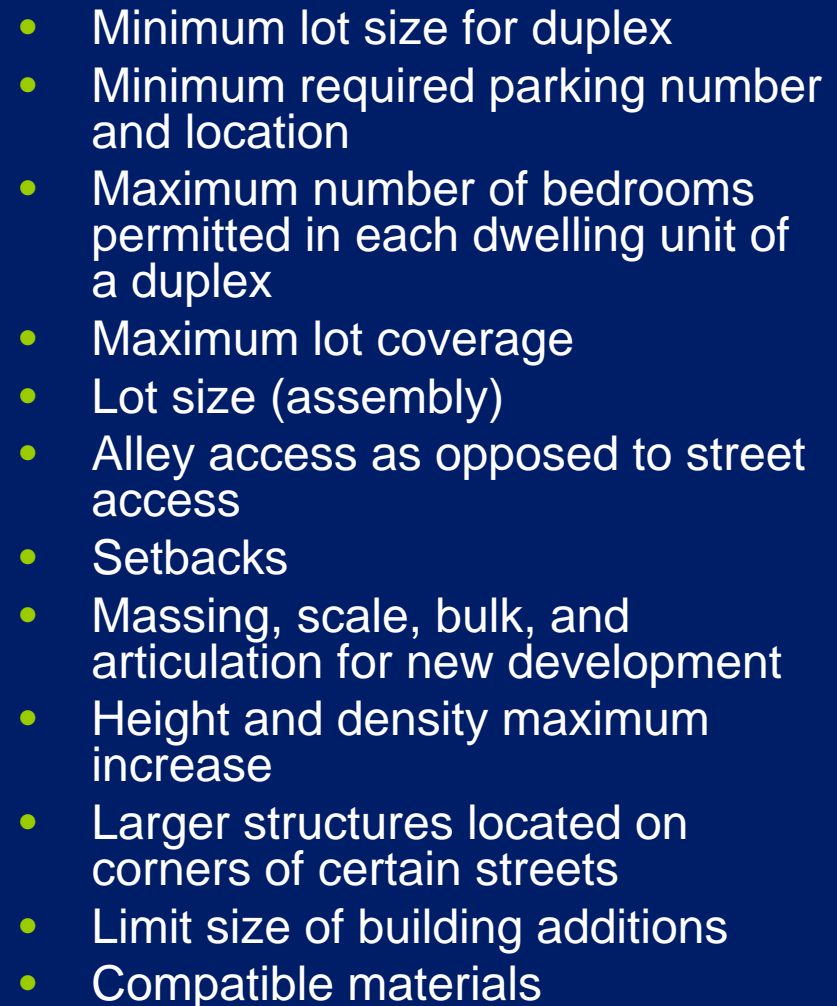 • Minimum lot size for duplex
• Minimum required parking number
and location
• Maximum number of bedrooms
permitted in each dwelling unit of
a duplex
• Maximum lot coverage
• Lot size (assembly)
• Alley access as opposed to street
access
• Setbacks
• Massing, scale, bulk, and
articulation for new development
• Height and density maximum
increase
• Larger structures located on
corners of certain streets
• Limit size of building additions
• Compatible materials